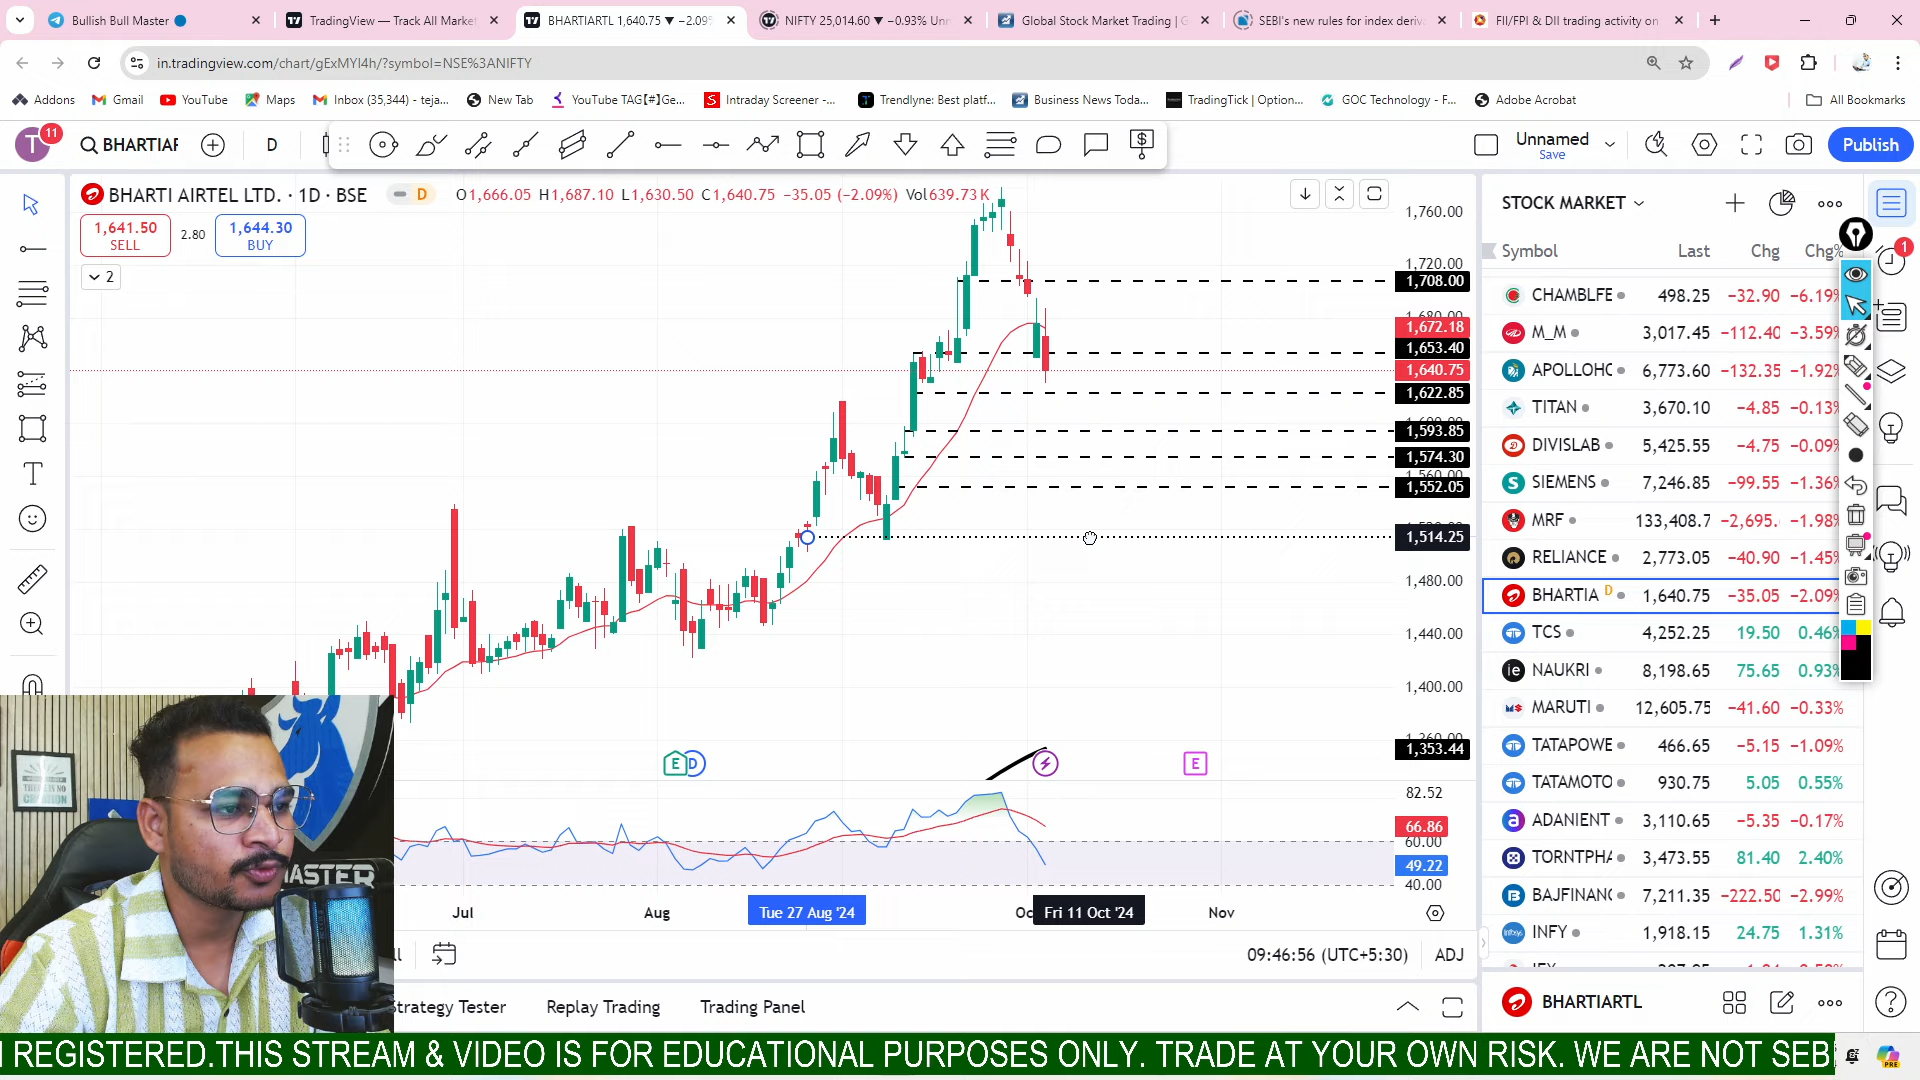 Bullish Bull Master
TradingView — Track All Market
BHARTIARTL 1,640.75 ▼ −2.09%
NIFTY 25,014.60 ▼ −0.93% Unn
Global Stock Market Trading | G
SEBI's new rules for index deriv
FII/FPI & DII trading activity on
in.tradingview.com/chart/gExMYl4h/?symbol=NSE%3ANIFTY
Addons
Gmail
YouTube
Maps
Inbox (35,344) - teja...
New Tab
YouTube TAG【#】Ge...
Intraday Screener -...
Trendlyne: Best platf...
Business News Toda...
TradingTick | Option...
GOC Technology - F...
Adobe Acrobat
All Bookmarks
T
11
BHARTIAR
D
Unnamed
Save
Publish
BHARTI AIRTEL LTD. · 1D · BSE
D
O1,666.05 H1,687.10 L1,630.50 C1,640.75 −35.05 (−2.09%) Vol639.73 K
1,641.50
SELL
2.80
1,644.30
BUY
2
1,760.00
1,720.00
1,708.00
1,672.18
1,653.40
1,640.75
1,622.85
1,593.85
1,574.30
1,552.05
1,514.25
1,480.00
1,440.00
1,400.00
1,353.44
82.52
66.86
60.00
49.22
40.00
E D
E
Jul
Aug
Tue 27 Aug '24
Oc
Fri 11 Oct '24
Nov
09:46:56 (UTC+5:30)
ADJ
Strategy Tester
Replay Trading
Trading Panel
STOCK MARKET
Symbol Last Chg Chg%
CHAMBLFE 498.25 −32.90 −6.19%
M_M 3,017.45 −112.40 −3.59%
APOLLOHC 6,773.60 −132.35 −1.92%
TITAN 3,670.10 −4.85 −0.13%
DIVISLAB 5,425.55 −4.75 −0.09%
SIEMENS 7,246.85 −99.55 −1.36%
MRF 133,408.7 −2,695. −1.98%
RELIANCE 2,773.05 −40.90 −1.45%
BHARTIA D 1,640.75 −35.05 −2.09%
TCS 4,252.25 19.50 0.46%
NAUKRI 8,198.65 75.65 0.93%
MARUTI 12,605.75 −41.60 −0.33%
TATAPOWE 466.65 −5.15 −1.09%
TATAMOTO 930.75 5.05 0.55%
ADANIENT 3,110.65 −5.35 −0.17%
TORNTPHA 3,473.55 81.40 2.40%
BAJFINANC 7,211.35 −222.50 −2.99%
INFY 1,918.15 24.75 1.31%
BHARTIARTL
1
THERE IS NO
MASTER
REGISTERED.THIS STREAM & VIDEO IS FOR EDUCATIONAL PURPOSES ONLY. TRADE AT YOUR OWN RISK. WE ARE NOT SEB